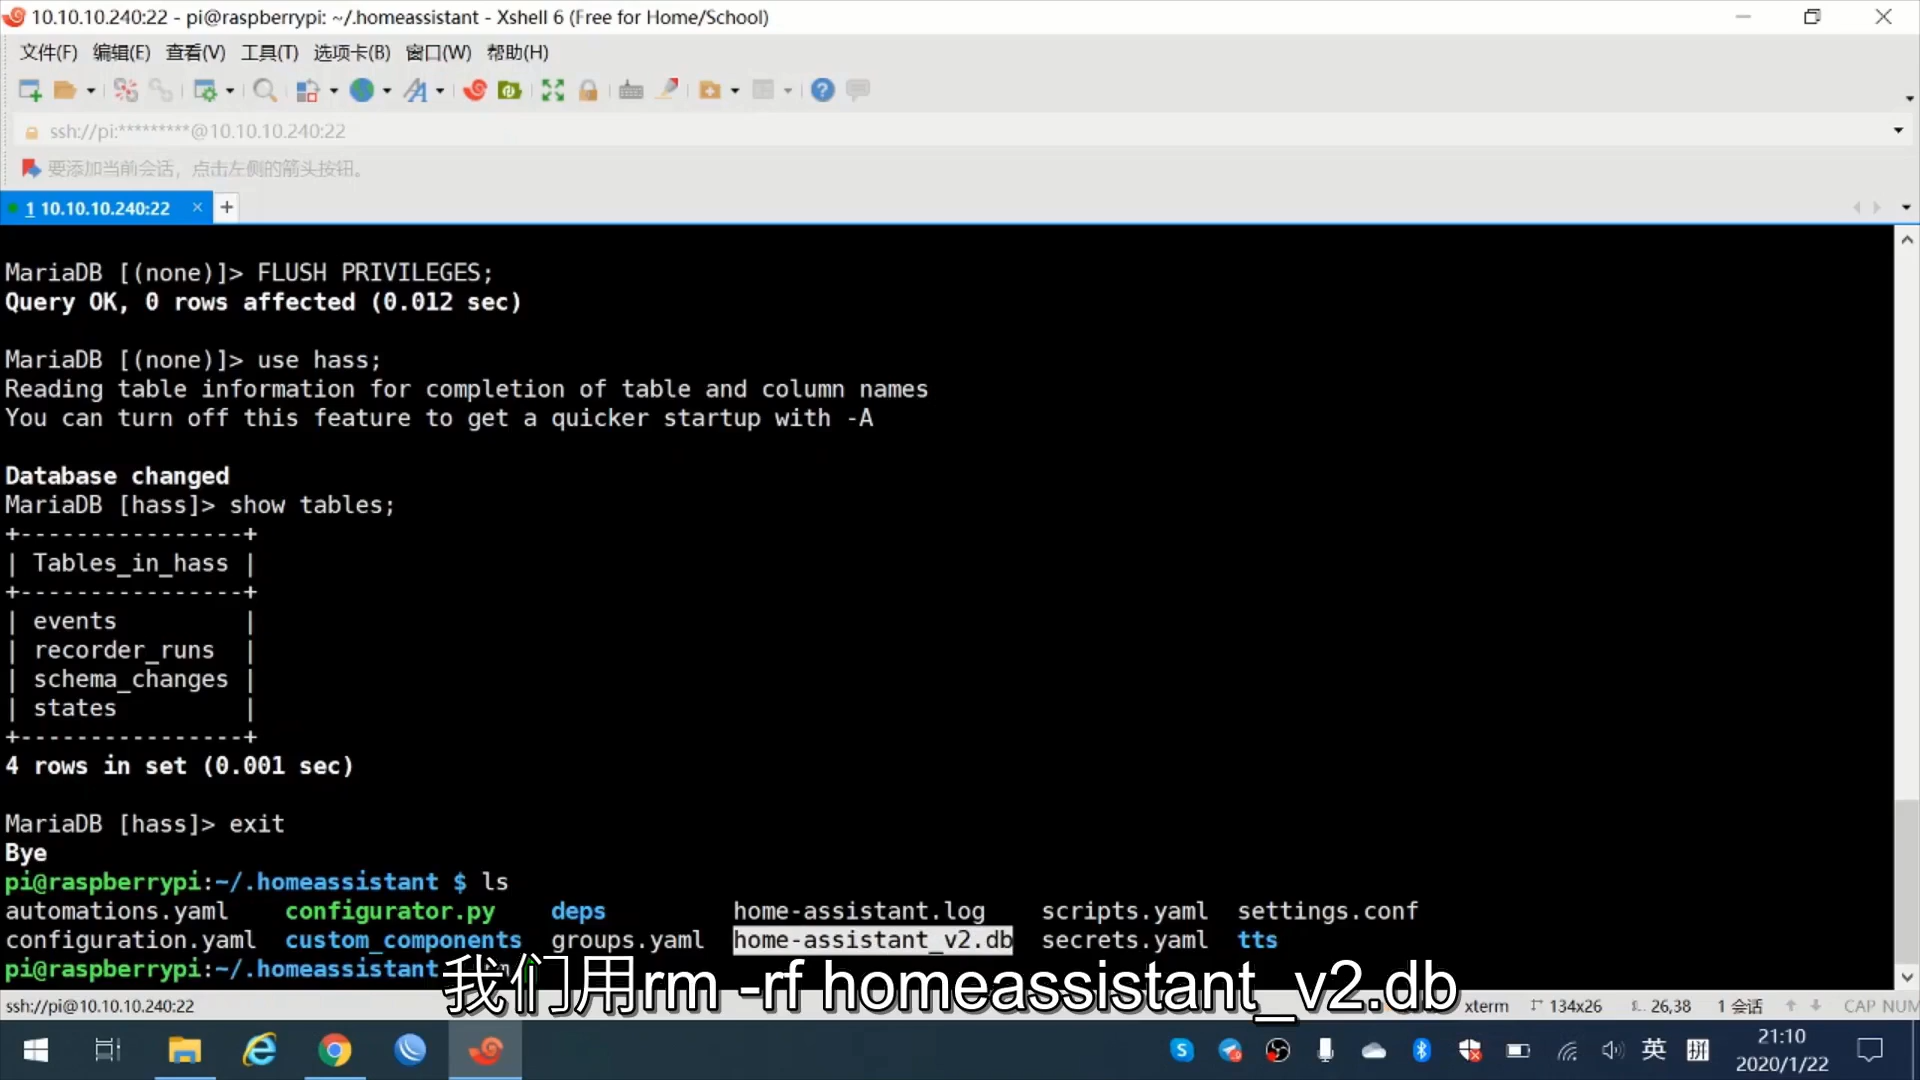 10.10.10.240:22 - pi@raspberrypi: ~/.homeassistant - Xshell 6 (Free for Home/School)
文件(F) 编辑(E) 查看(V) 工具(T) 选项卡(B) 窗口(W) 帮助(H)
ssh://pi:*********@10.10.10.240:22
要添加当前会话，点击左侧的箭头按钮。
1 10.10.10.240:22 × +
MariaDB [(none)]> FLUSH PRIVILEGES;
Query OK, 0 rows affected (0.012 sec)
MariaDB [(none)]> use hass;
Reading table information for completion of table and column names
You can turn off this feature to get a quicker startup with -A
Database changed
MariaDB [hass]> show tables;
+----------------+
| Tables_in_hass |
+----------------+
| events |
| recorder_runs |
| schema_changes |
| states |
+----------------+
4 rows in set (0.001 sec)
MariaDB [hass]> exit
Bye
pi@raspberrypi:~/.homeassistant $ ls
automations.yaml configurator.py deps home-assistant.log scripts.yaml settings.conf
configuration.yaml custom_components groups.yaml home-assistant_v2.db secrets.yaml tts
pi@raspberrypi:~/.homeassistant
我们用rm -rf homeassistant_v2.db
ssh://pi@10.10.10.240:22 xterm 134x26 26,38 1 会话 CAP NUM
英 拼 21:10
2020/1/22